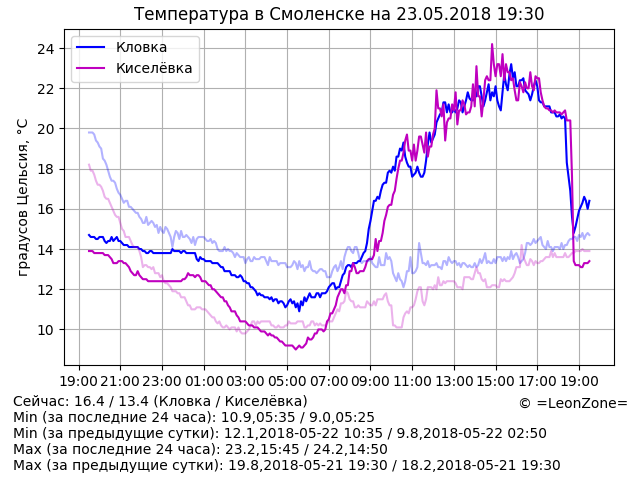 Температура в Смоленске на 23.05.2018 19:30
Кловка
Киселёвка
градусов Цельсия, °C
24
22
20
18
16
14
12
10
19:00 21:00 23:00 01:00 03:00 05:00 07:00 09:00 11:00 13:00 15:00 17:00 19:00
Сейчас: 16.4 / 13.4 (Кловка / Киселёвка)
© =LeonZone=
Min (за последние 24 часа): 10.9,05:35 / 9.0,05:25
Min (за предыдущие сутки): 12.1,2018-05-22 10:35 / 9.8,2018-05-22 02:50
Max (за последние 24 часа): 23.2,15:45 / 24.2,14:50
Max (за предыдущие сутки): 19.8,2018-05-21 19:30 / 18.2,2018-05-21 19:30